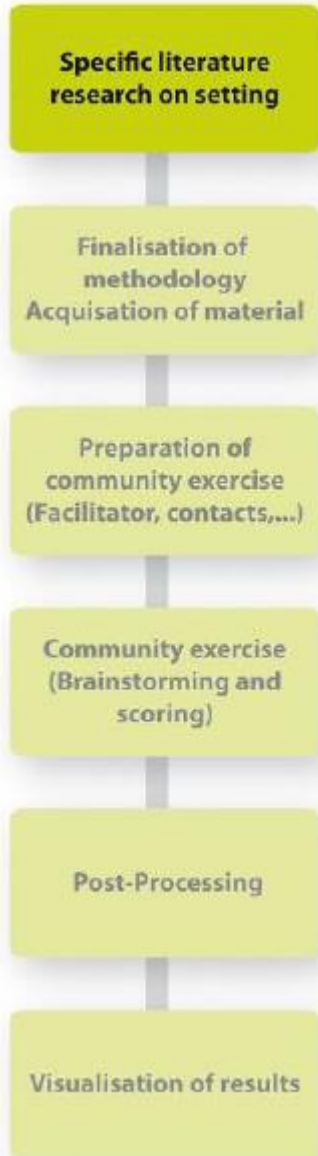 Specific literature
research on setting
Finalisation of
methodology
Acquisation of material
Preparation of
community exercise
(Facilitator, contacts,...)
Community exercise
(Brainstorming and
scoring)
Post-Processing
Visualisation of results